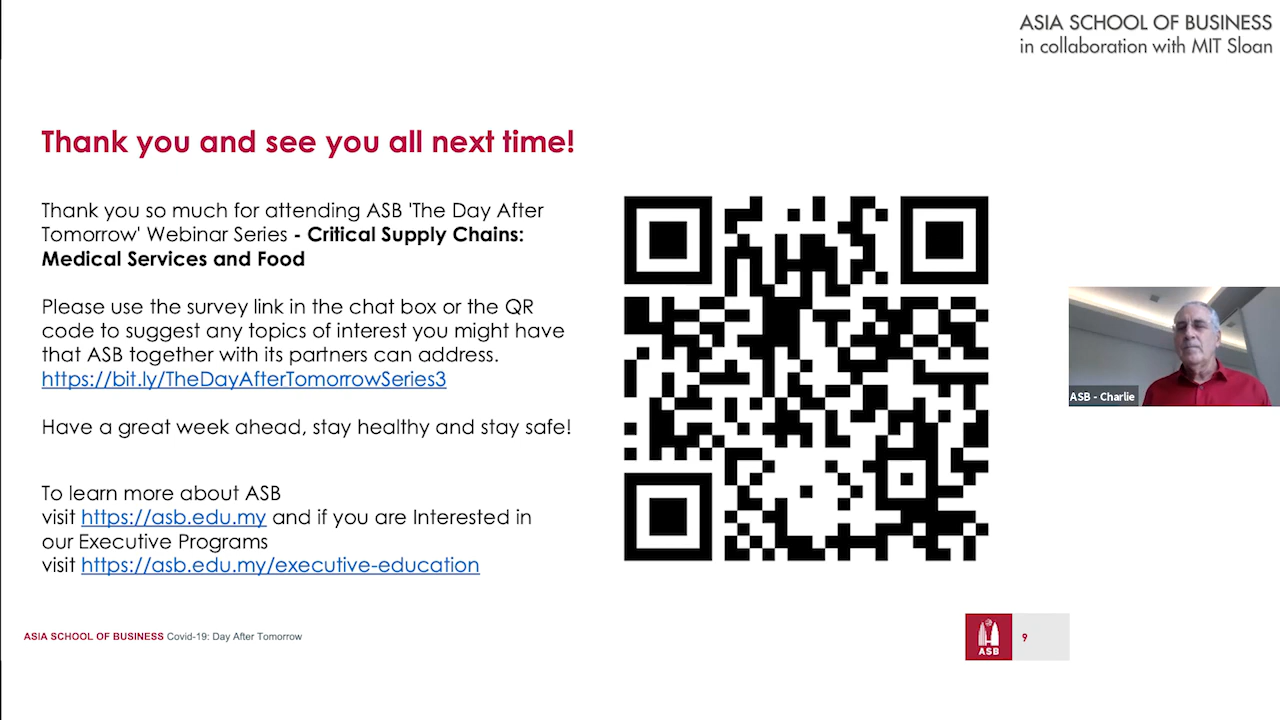 ASIA SCHOOL OF BUSINESS
in collaboration with MIT Sloan
Thank you and see you all next time!
Thank you so much for attending ASB 'The Day After
Tomorrow' Webinar Series - Critical Supply Chains:
Medical Services and Food
Please use the survey link in the chat box or the QR
code to suggest any topics of interest you might have
that ASB together with its partners can address.
https://bit.ly/TheDayAfterTomorrowSeries3
Have a great week ahead, stay healthy and stay safe!
To learn more about ASB
visit https://asb.edu.my and if you are Interested in
our Executive Programs
visit https://asb.edu.my/executive-education
ASB - Charlie
ASIA SCHOOL OF BUSINESS Covid-19: Day After Tomorrow
ASB
9